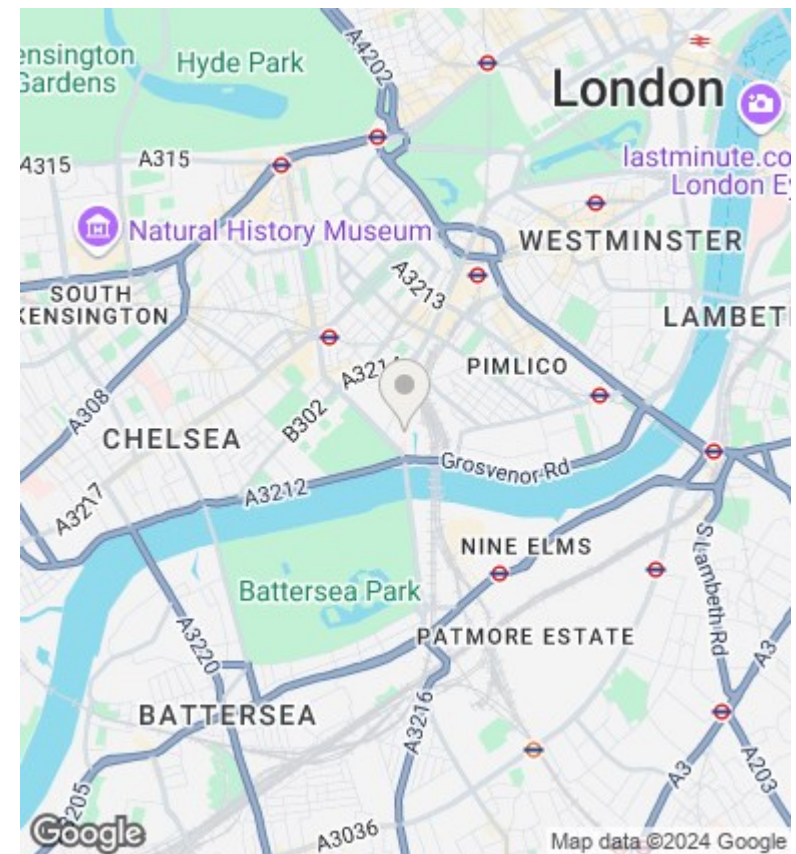 ensington
Gardens
Hyde Park
A4202
London
4315
A315
lastminute.co
London Ey
Natural History Museum
WESTMINSTER
A3213
SOUTH
KENSINGTON
LAMBET
A3214
PIMLICO
A308
B302
CHELSEA
Grosvenor Rd
A3212
A3217
NINE ELMS
S Lambeth Rd
Battersea Park
A3220
PATMORE ESTATE
A3
A3216
BATTERSEA
A203
A3
3205
A3036
Google
Map data ©2024 Google